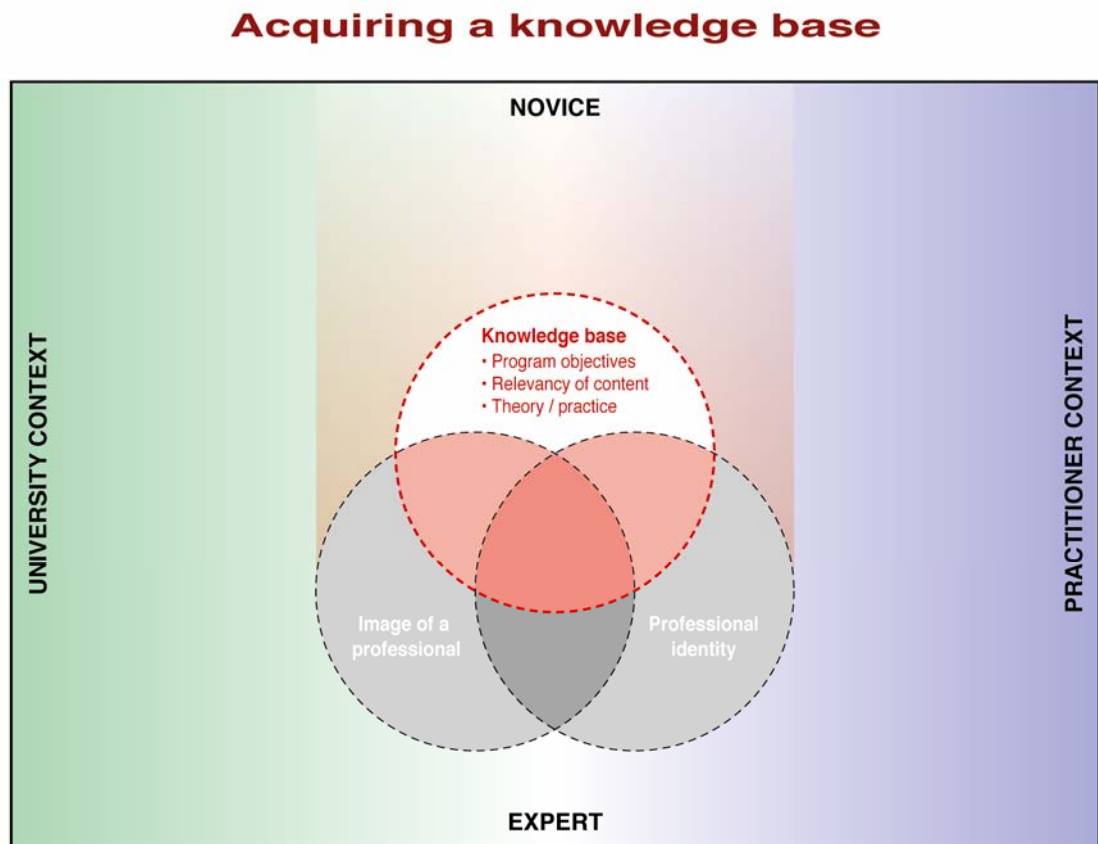 Acquiring a knowledge base
NOVICE
UNIVERSITY CONTEXT
Knowledge base
• Program objectives
• Relevancy of content
• Theory / practice
PRACTITIONER CONTEXT
Image of a
professional
Professional
identity
EXPERT